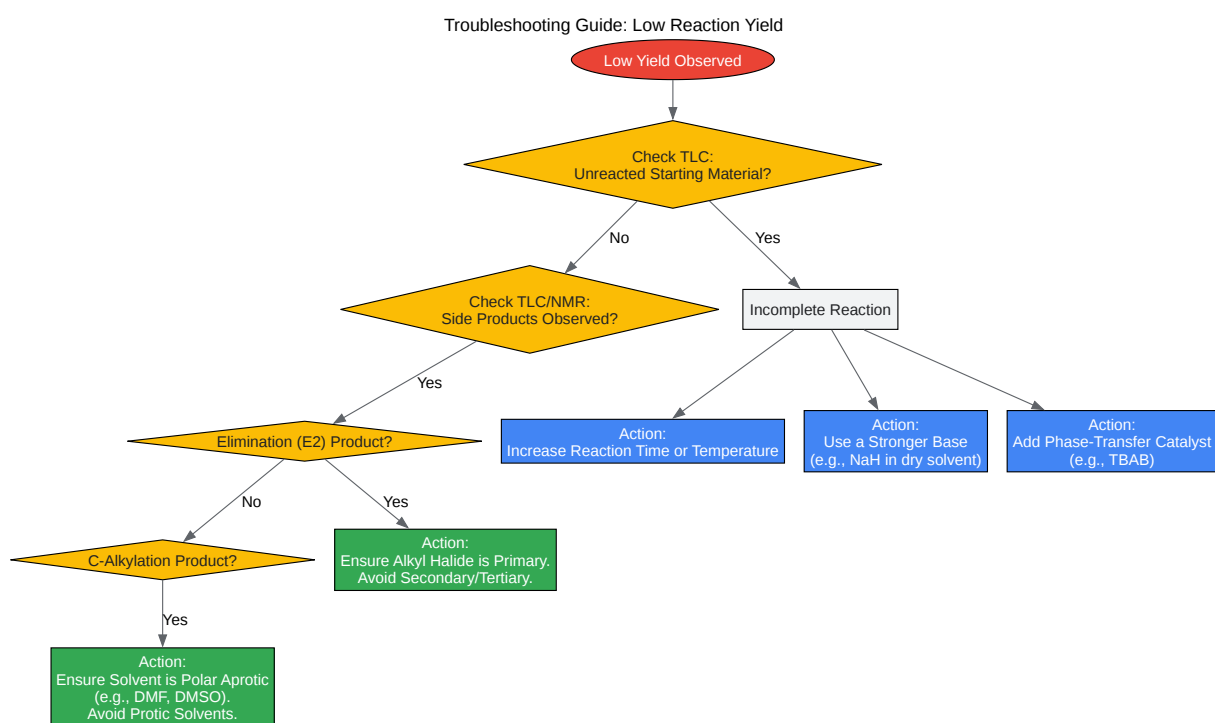 Troubleshooting Guide: Low Reaction Yield
Low Yield Observed
Check TLC:
Unreacted Starting Material?
No
Yes
Check TLC/NMR:
Side Products Observed?
Incomplete Reaction
Yes
Action:
Increase Reaction Time or Temperature
Action:
Use a Stronger Base
(e.g., NaH in dry solvent)
Action:
Add Phase-Transfer Catalyst
(e.g., TBAB)
Elimination (E2) Product?
No
Yes
C-Alkylation Product?
Action:
Ensure Alkyl Halide is Primary.
Avoid Secondary/Tertiary.
Yes
Action:
Ensure Solvent is Polar Aprotic
(e.g., DMF, DMSO).
Avoid Protic Solvents.